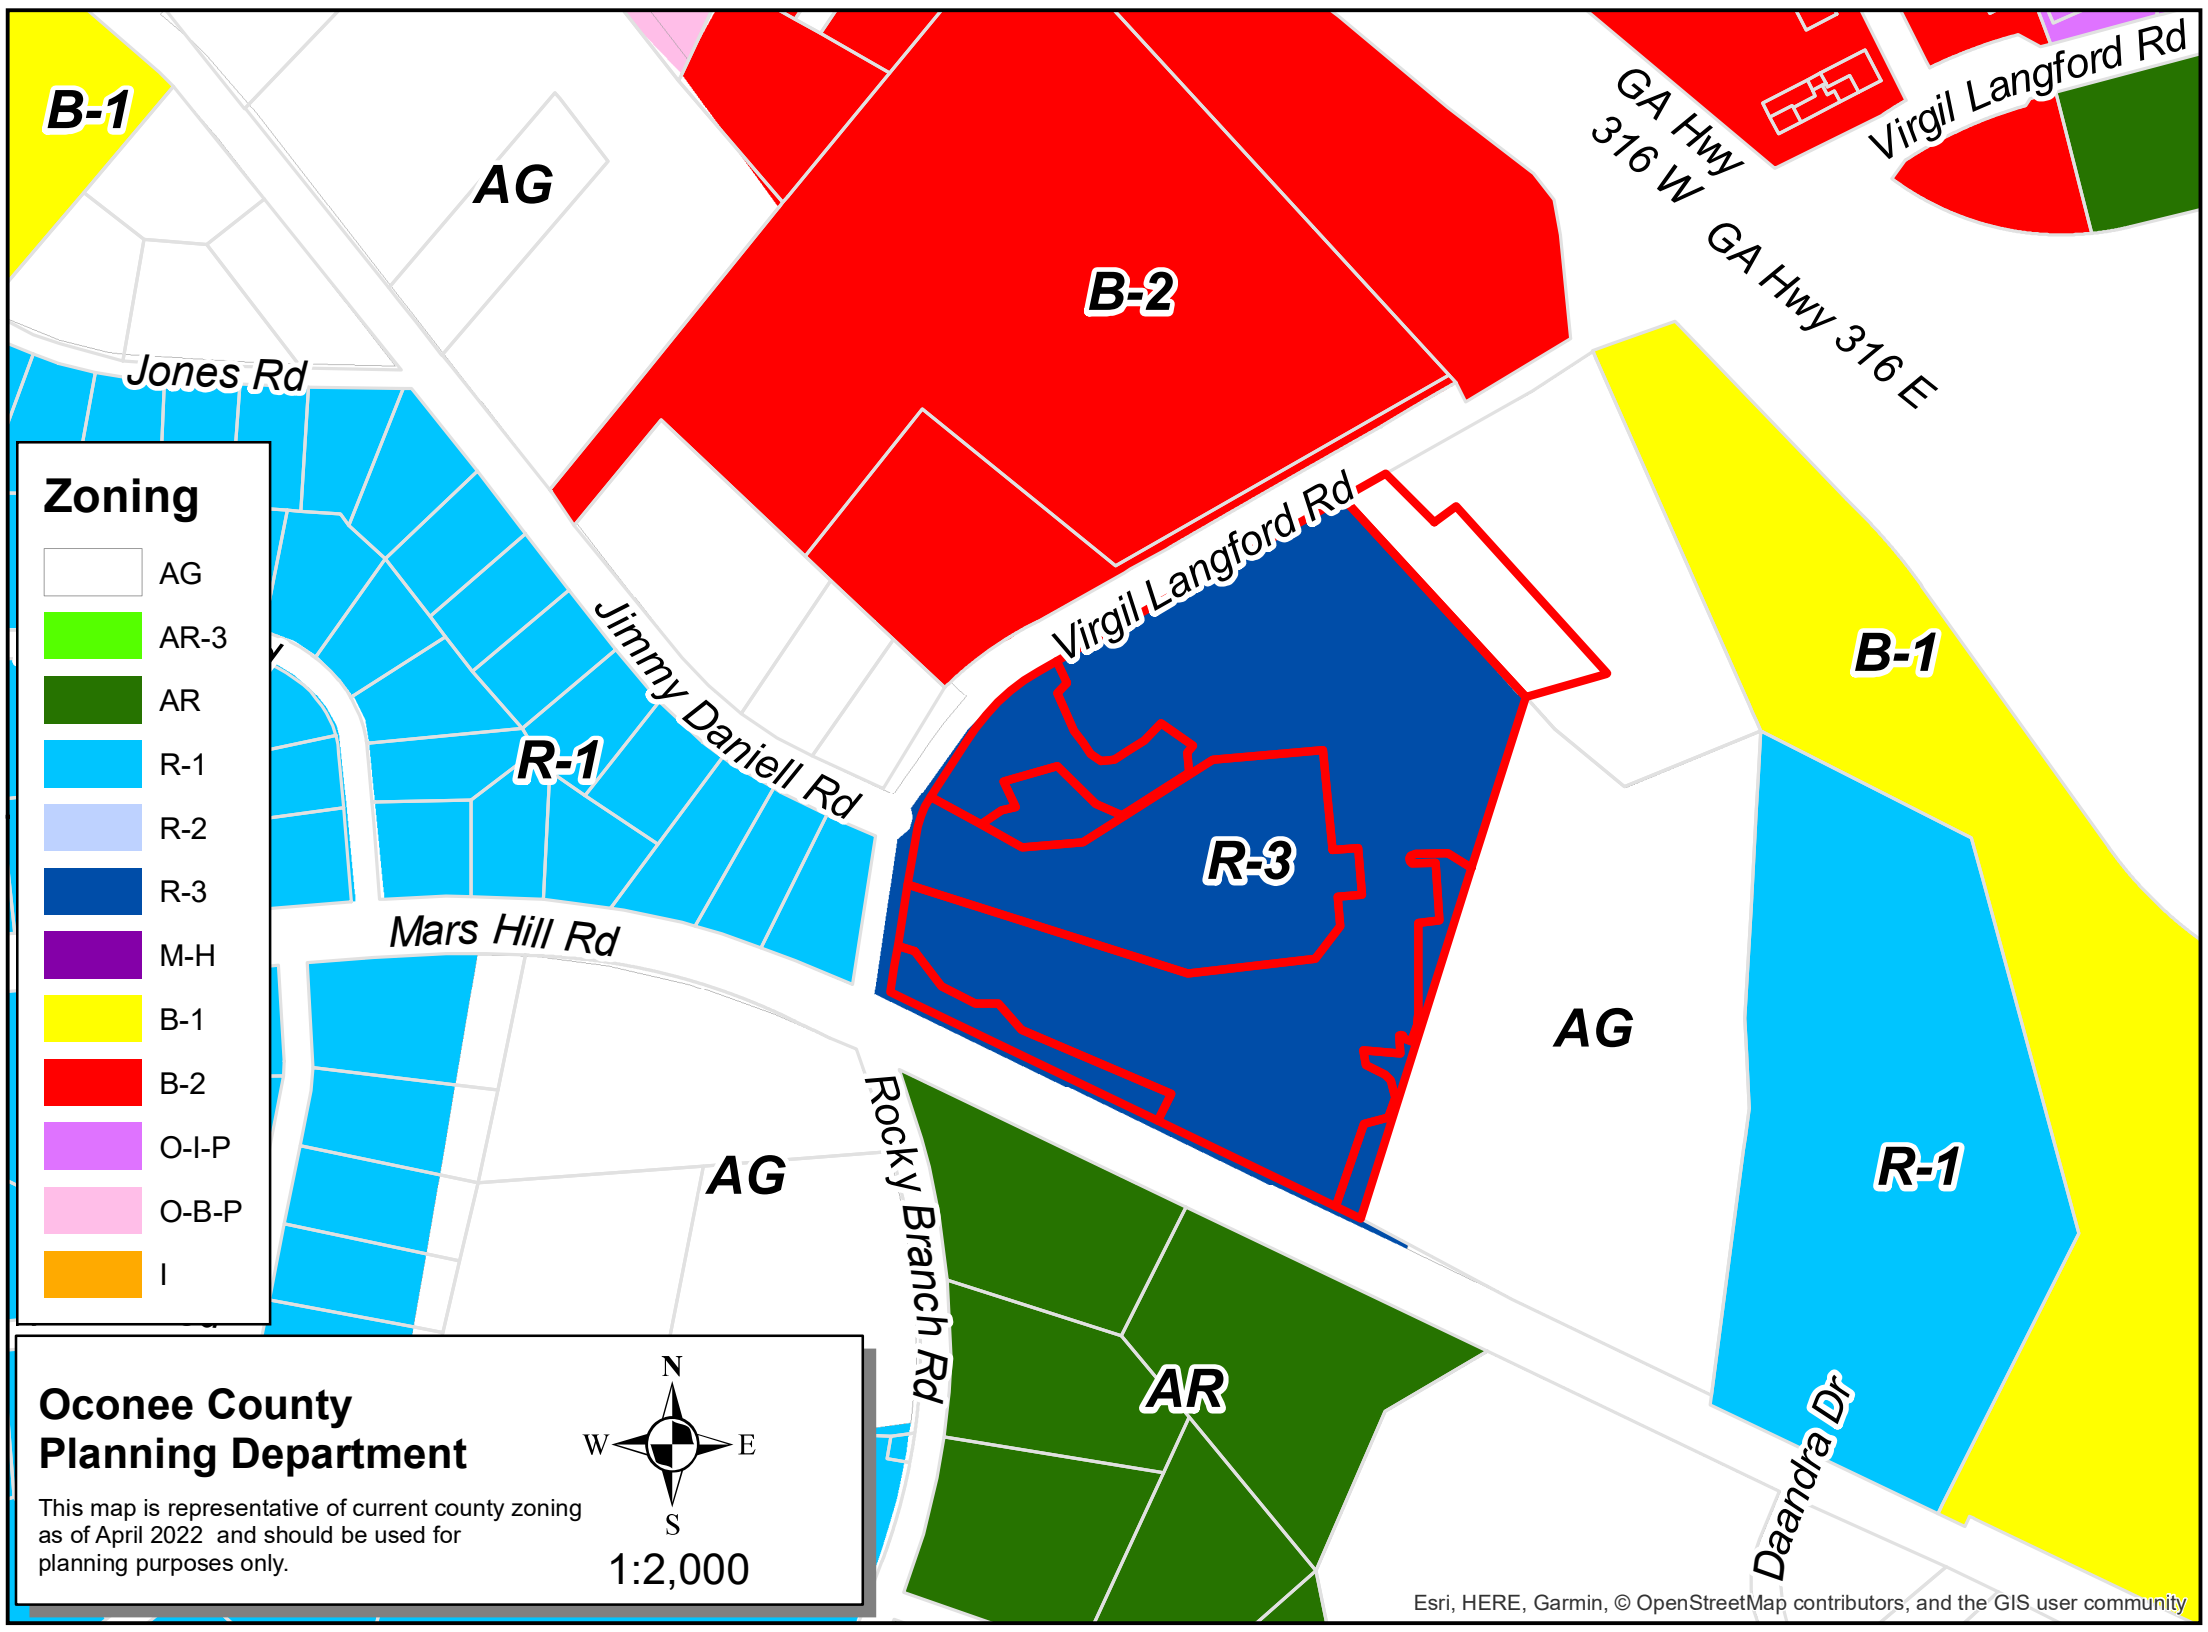 B-1
AG
B-2
GA Hwy
316 W
Virgil Langford Rd
GA Hwy 316 E
Jones Rd
Zoning
AG
AR-3
AR
R-1
R-2
R-3
M-H
B-1
B-2
O-I-P
O-B-P
I
Virgil Langford Rd
Jimmy Daniell Rd
R-1
B-1
R-3
Mars Hill Rd
AG
Rocky Branch Rd
AG
R-1
AR
Daandra Dr
Oconee County
Planning Department
This map is representative of current county zoning
as of April 2022 and should be used for
planning purposes only.
N
W
E
S
1:2,000
Esri, HERE, Garmin, © OpenStreetMap contributors, and the GIS user community